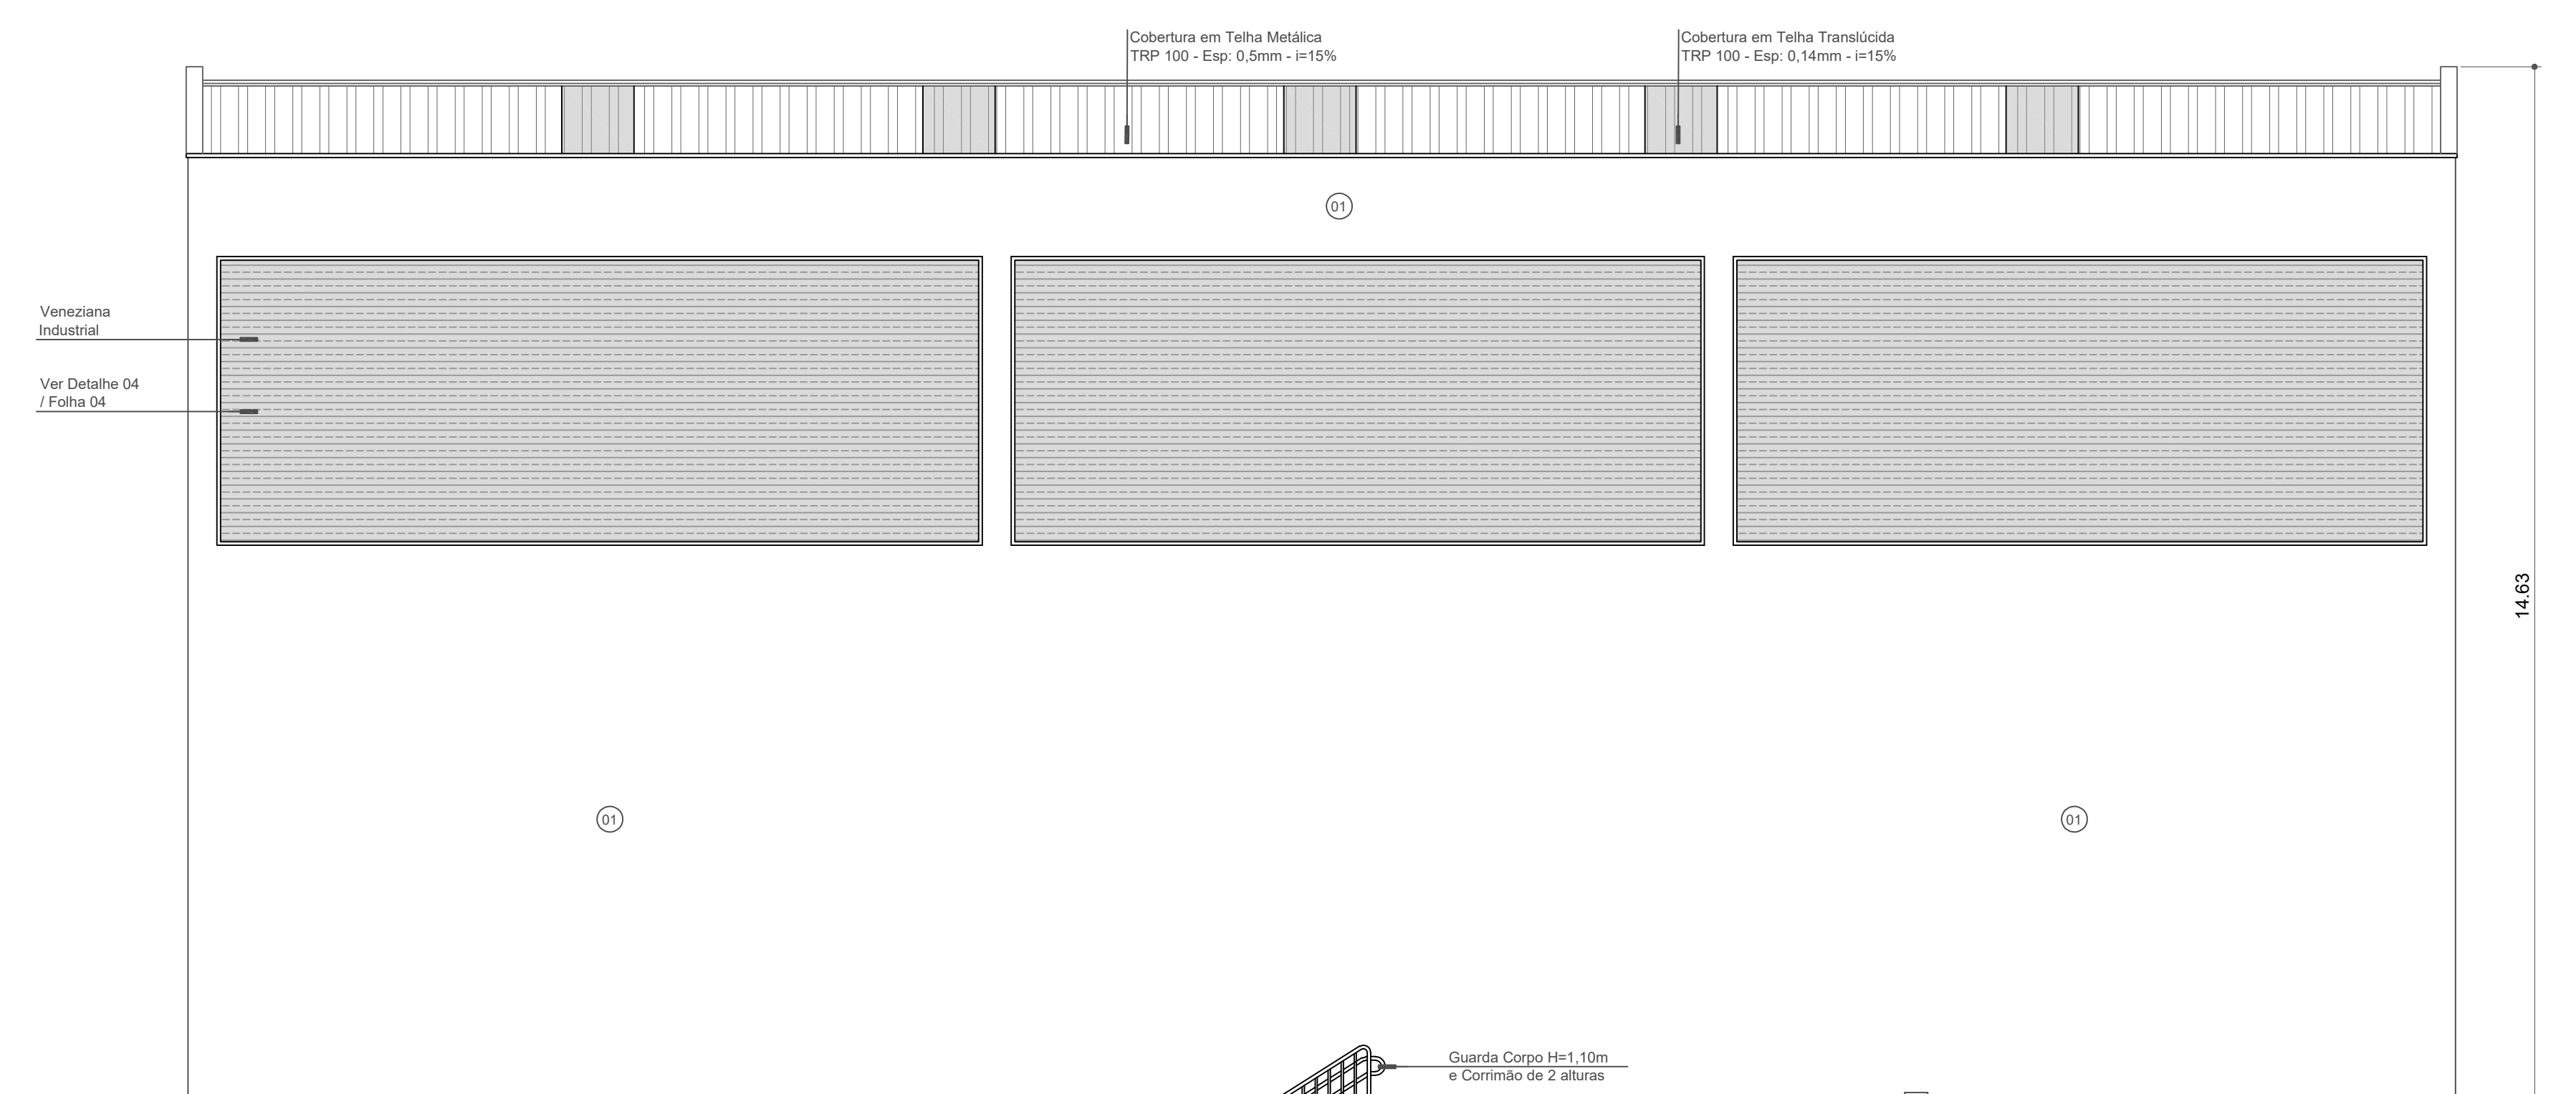 Cobertura em Telha Metálica
TRP 100 - Esp: 0,5mm - i=15%
Cobertura em Telha Translúcida
TRP 100 - Esp: 0,14mm - i=15%
01
Veneziana
Industrial
Ver Detalhe 04
/ Folha 04
14.63
01
01
Guarda Corpo H=1,10m
e Corrimão de 2 alturas